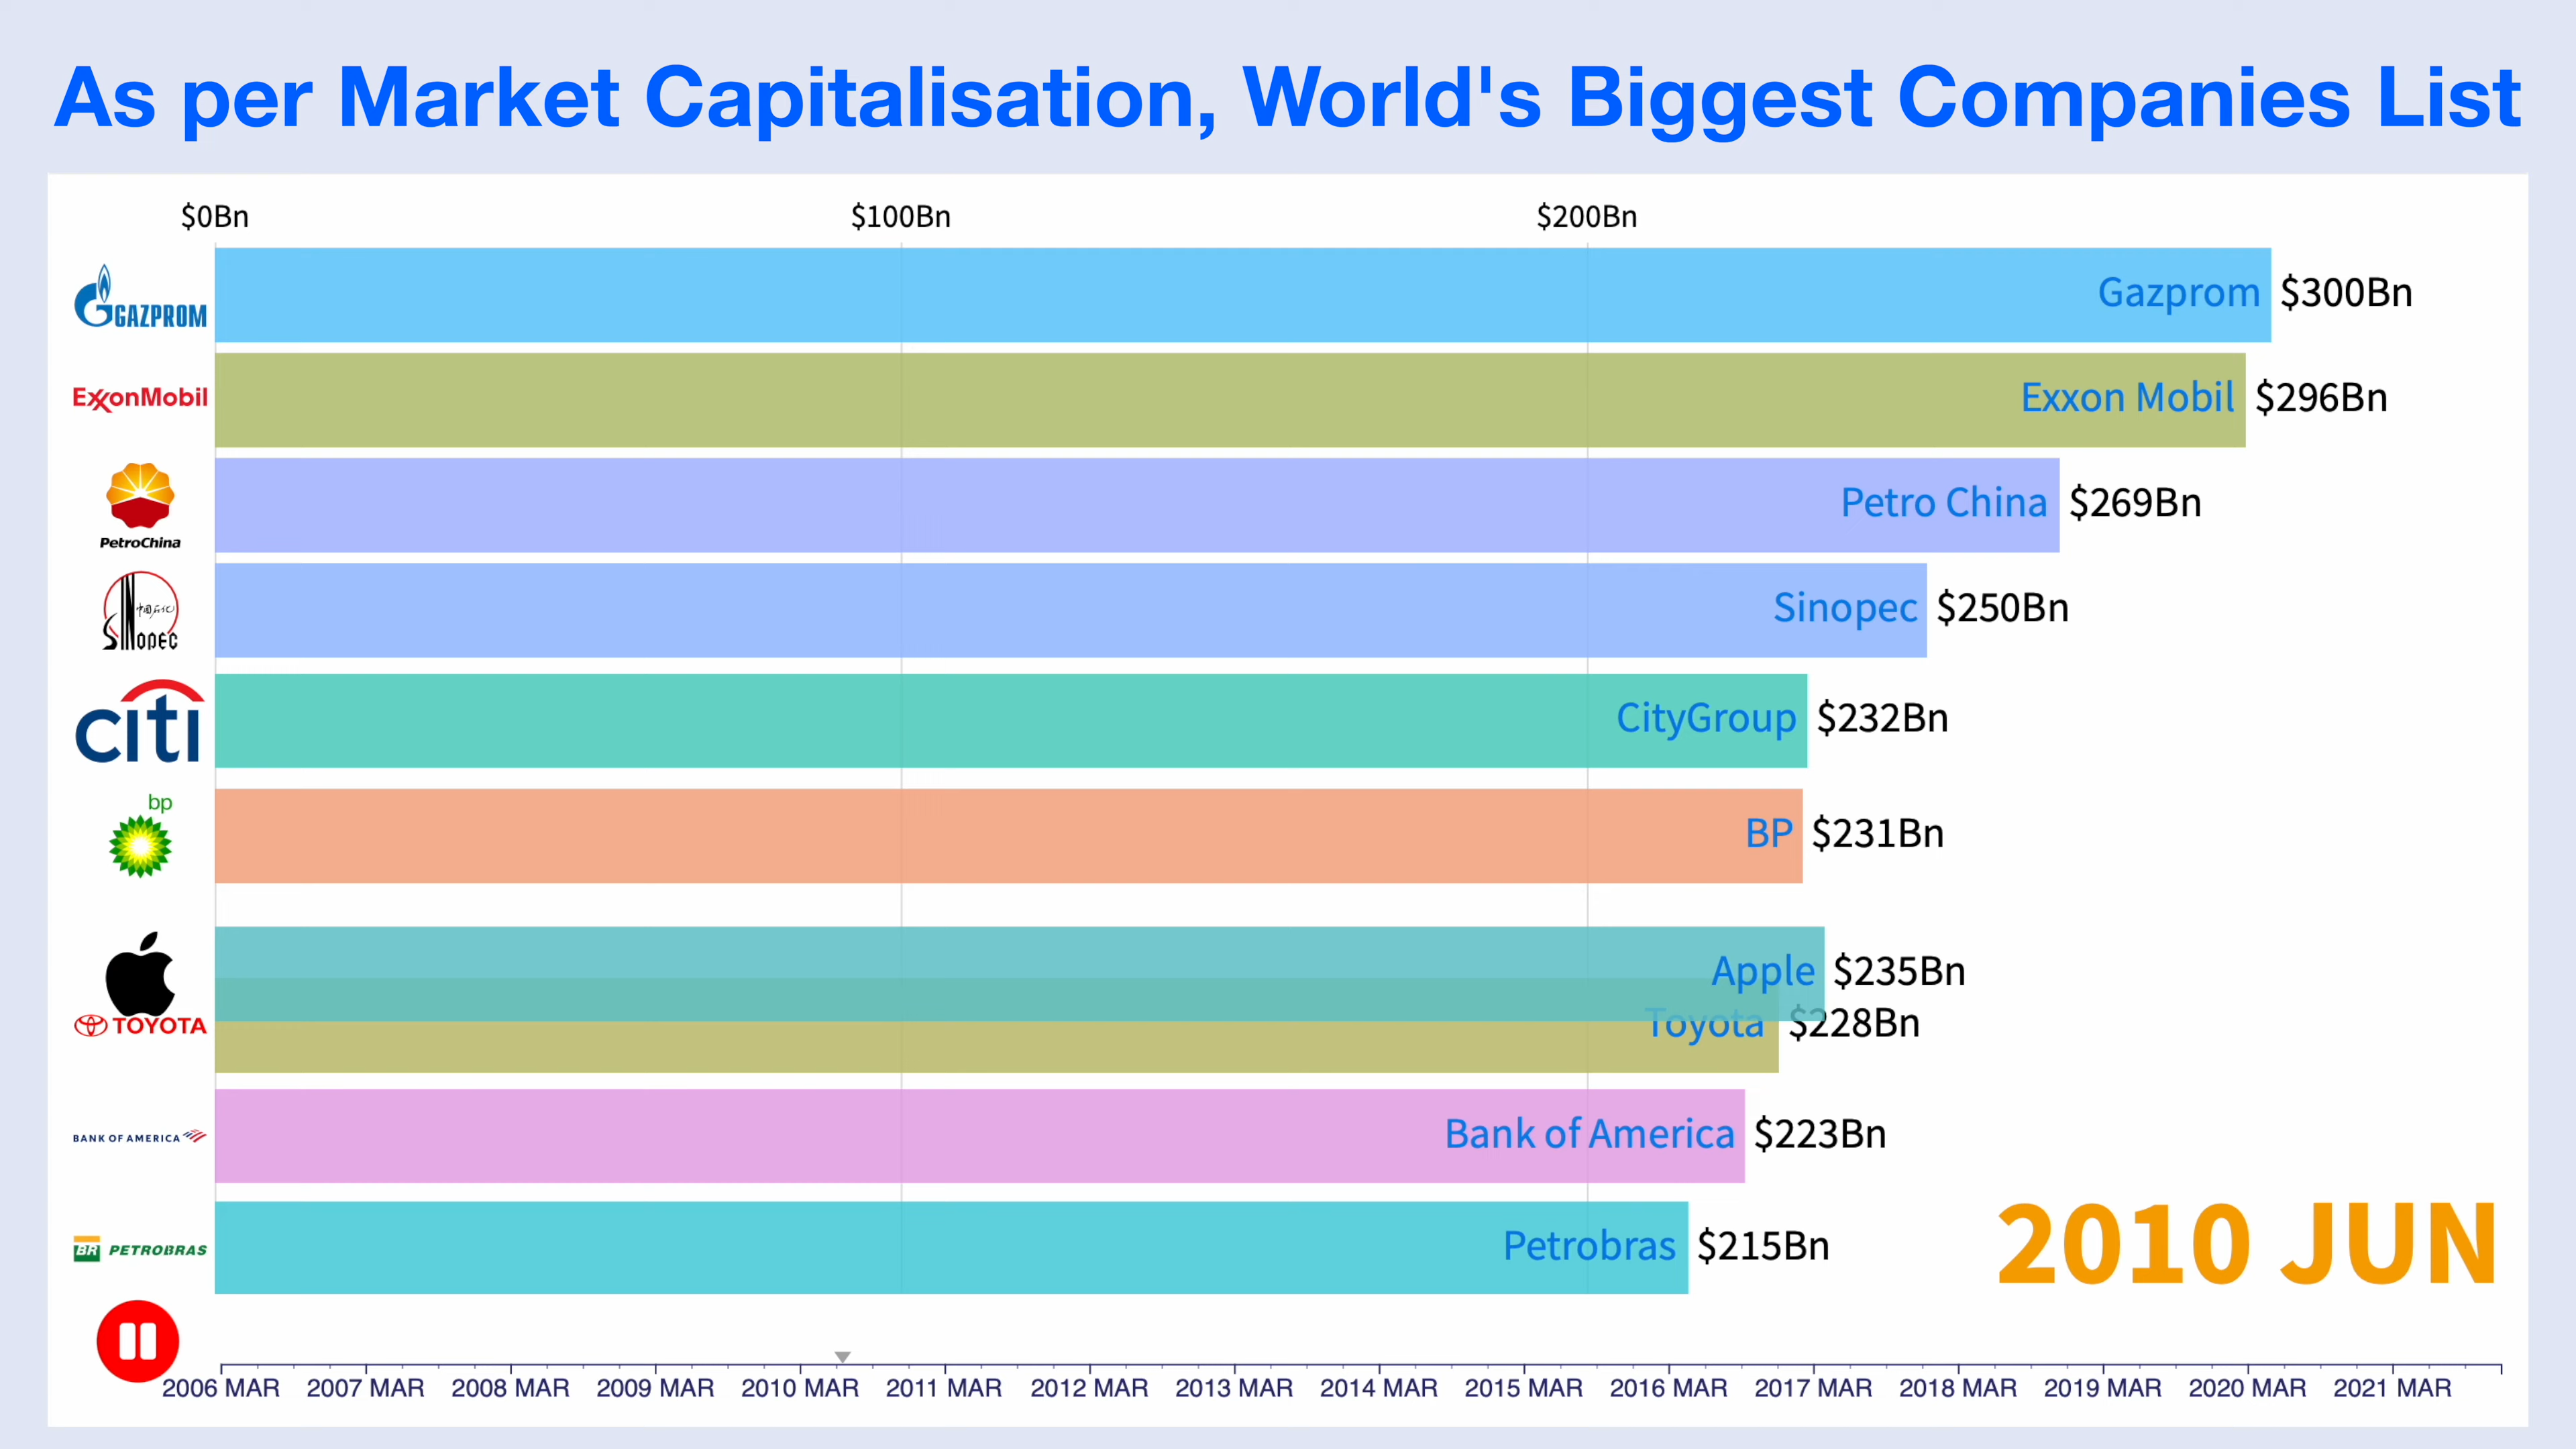 As per Market Capitalisation, World's Biggest Companies List
$0Bn $100Bn $200Bn
GAZPROM Gazprom $300Bn
ExxonMobil Exxon Mobil $296Bn
PetroChina Petro China $269Bn
SINOPEC Sinopec $250Bn
citi CityGroup $232Bn
bp BP $231Bn
Apple $235Bn
TOYOTA Toyota $228Bn
BANK OF AMERICA Bank of America $223Bn
BR PETROBRAS Petrobras $215Bn
2010 JUN
2006 MAR 2007 MAR 2008 MAR 2009 MAR 2010 MAR 2011 MAR 2012 MAR 2013 MAR 2014 MAR 2015 MAR 2016 MAR 2017 MAR 2018 MAR 2019 MAR 2020 MAR 2021 MAR